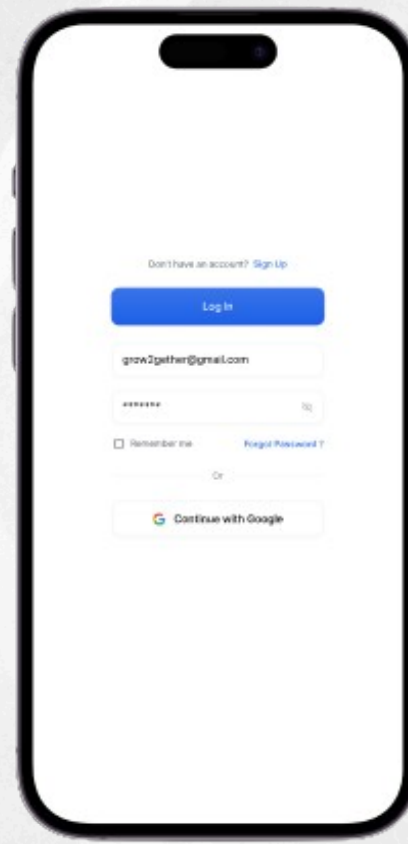 Don't have an account? Sign Up
Log In
grow2gether@gmail.com
*******
Remember me Forgot Password ?
Or
Continue with Google